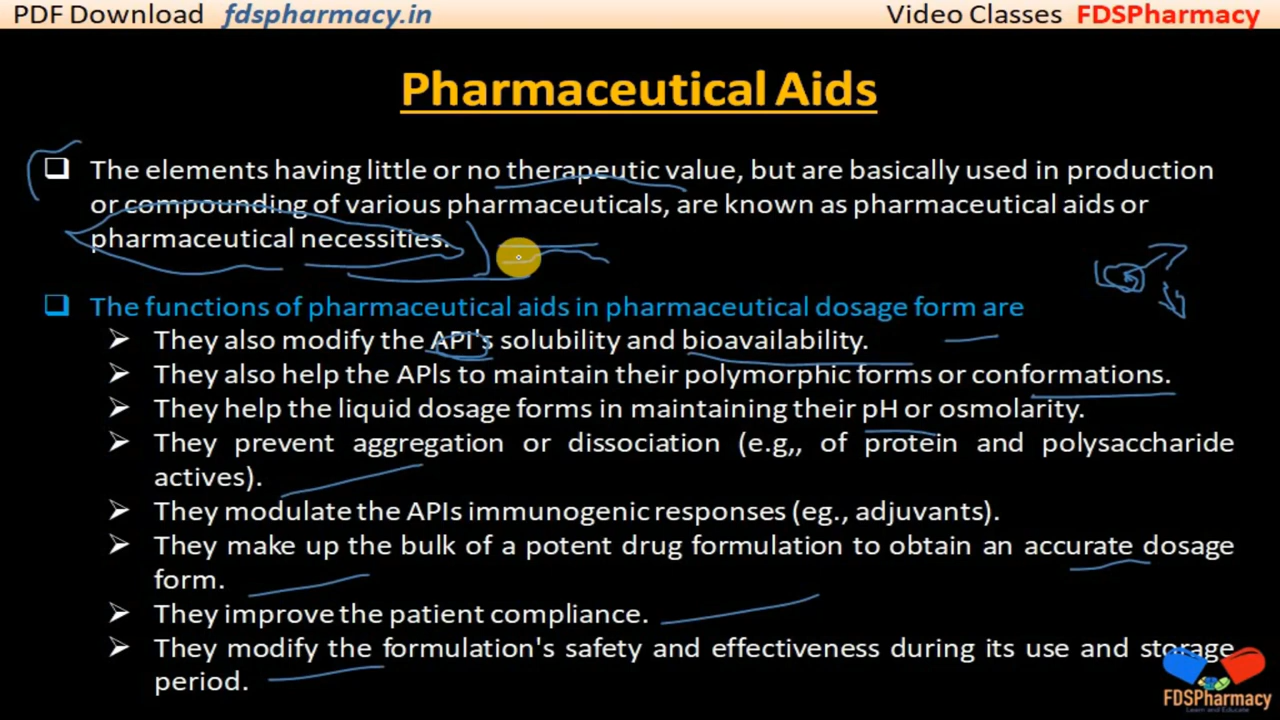 PDF Download fdspharmacy.in Video Classes FDSPharmacy
Pharmaceutical Aids
The elements having little or no therapeutic value, but are basically used in production
or compounding of various pharmaceuticals, are known as pharmaceutical aids or
pharmaceutical necessities.
The functions of pharmaceutical aids in pharmaceutical dosage form are
They also modify the API's solubility and bioavailability.
They also help the APIs to maintain their polymorphic forms or conformations.
They help the liquid dosage forms in maintaining their pH or osmolarity.
They prevent aggregation or dissociation (e.g,, of protein and polysaccharide
actives).
They modulate the APIs immunogenic responses (eg., adjuvants).
They make up the bulk of a potent drug formulation to obtain an accurate dosage
form.
They improve the patient compliance.
They modify the formulation's safety and effectiveness during its use and storage
period.
FDSPharmacy
Learn and Educate